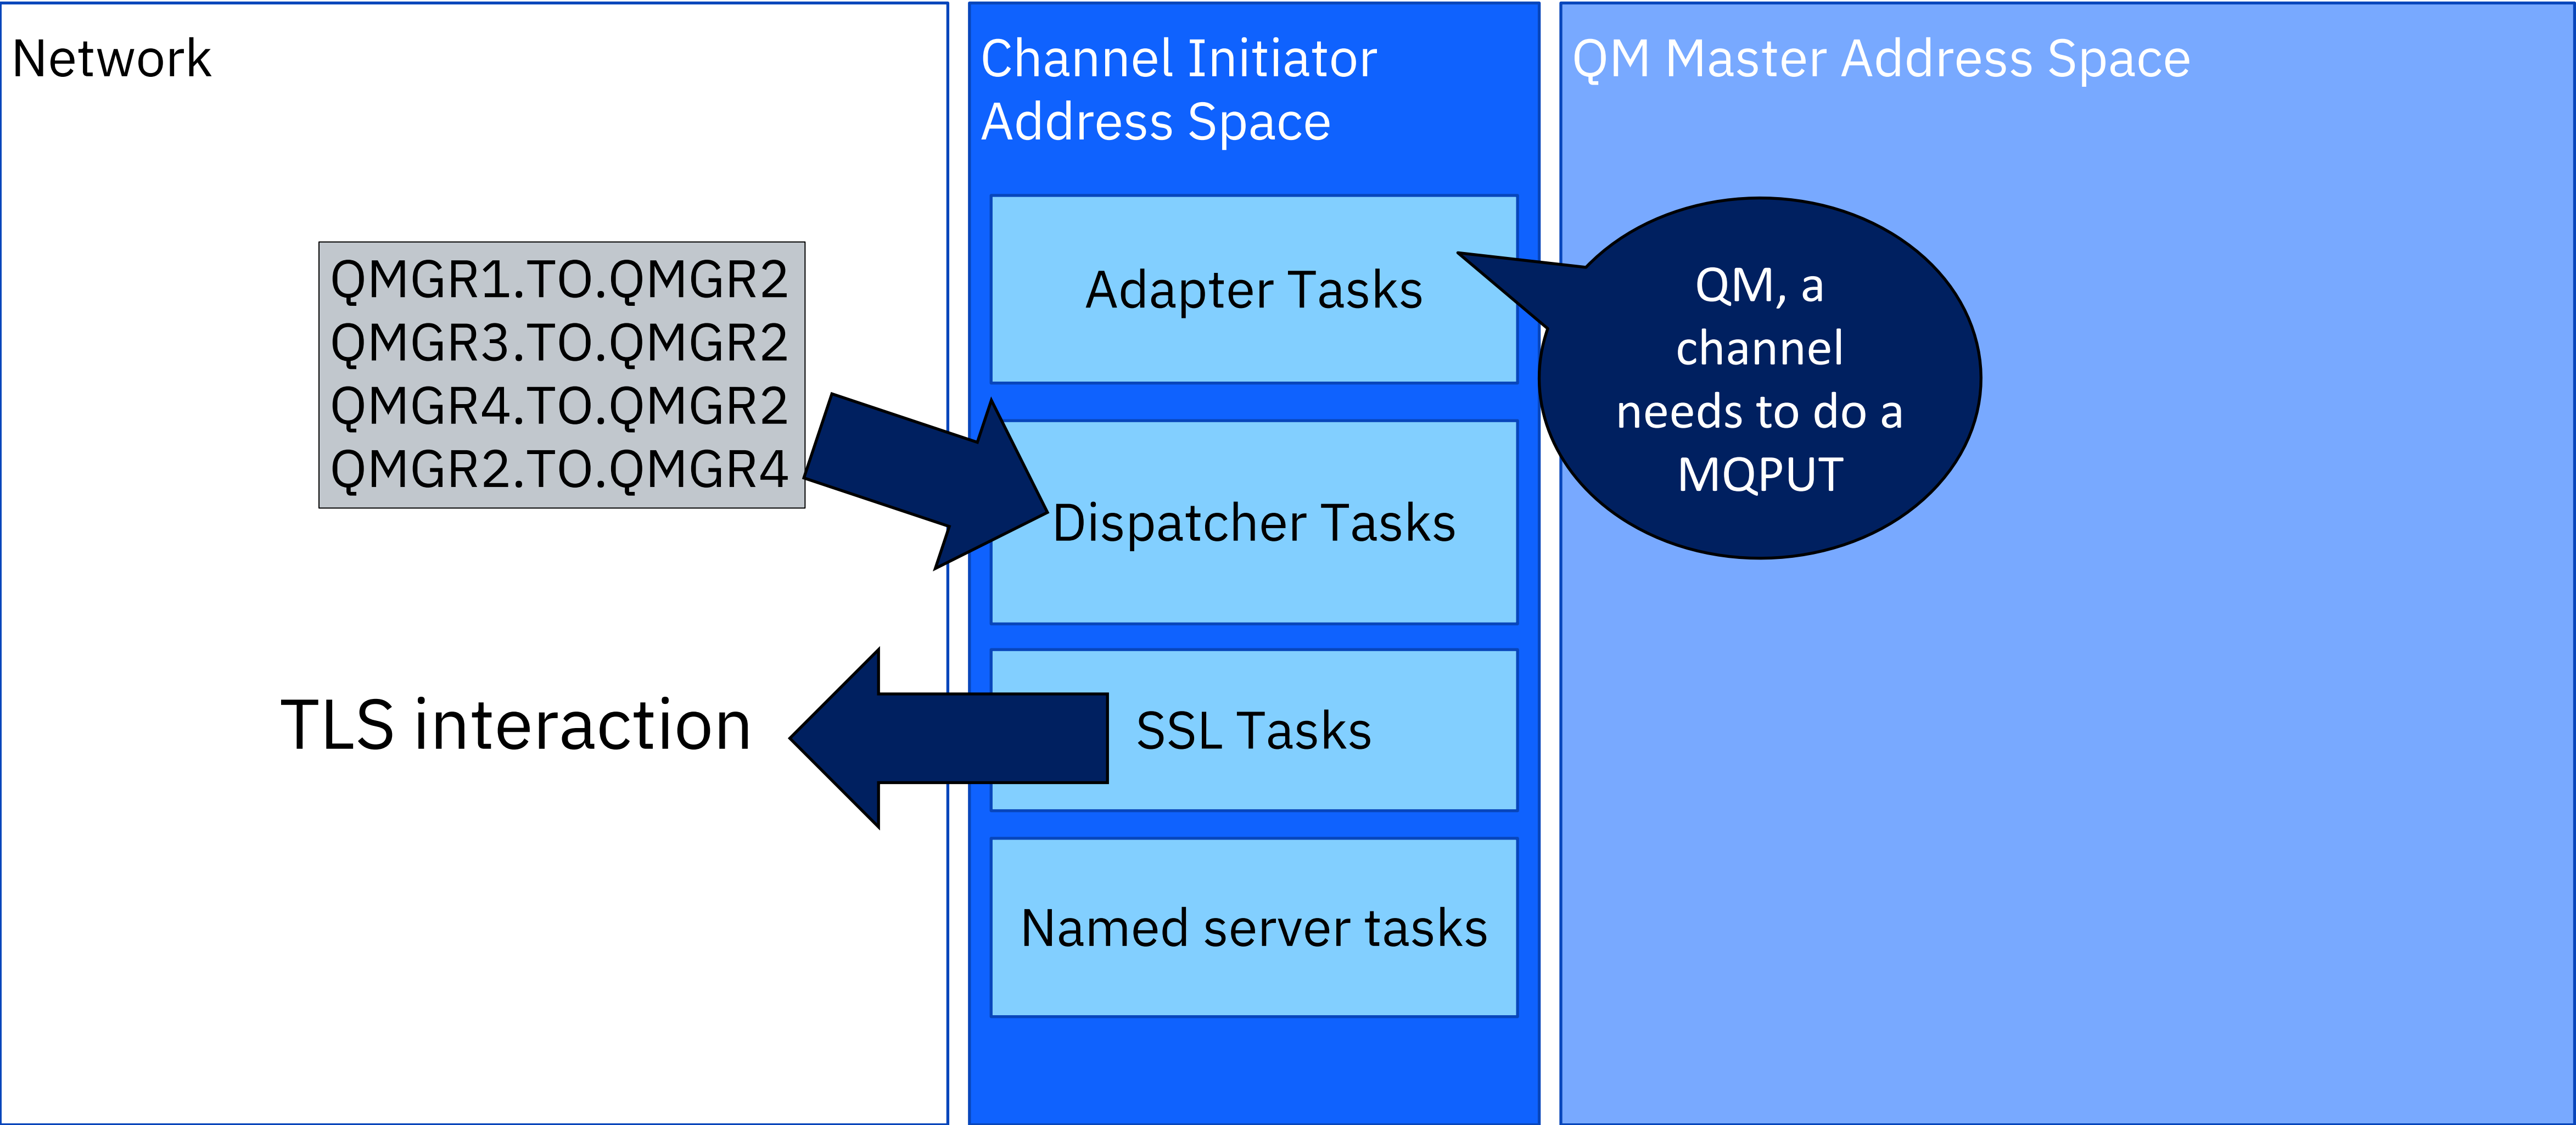 Network
Channel Initiator
Address Space
QM Master Address Space
QMGR1.TO.QMGR2
QMGR3.TO.QMGR2
QMGR4.TO.QMGR2
QMGR2.TO.QMGR4
Adapter Tasks
QM, a
channel
needs to do a
MQPUT
Dispatcher Tasks
TLS interaction
SSL Tasks
Named server tasks